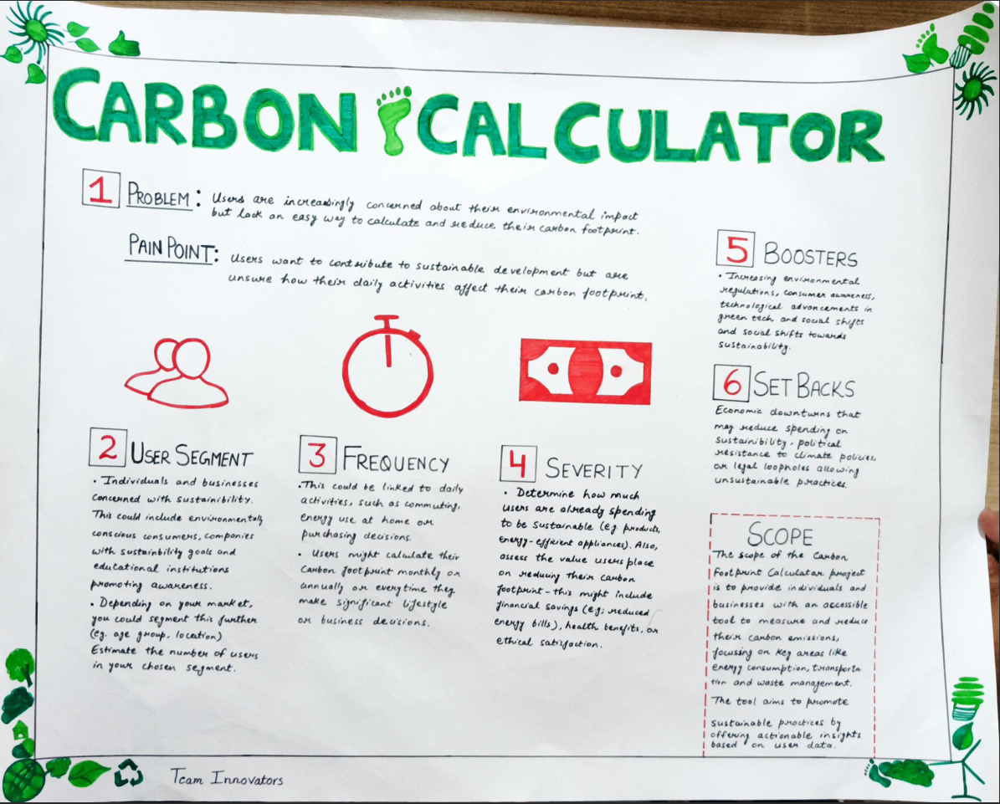 CARBON CALCULATOR
1 PROBLEM: Users are increasingly concerned about their environmental impact
but lack an easy way to calculate and reduce their carbon footprint.
PAIN POINT: Users want to contribute to sustainable development but are
unsure how their daily activities affect their carbon footprint.
2 USER SEGMENT
• Individuals and businesses
concerned with sustainibility.
This could include environmentally
conscious consumers, companies
with sustainbility goals and
educational institutions
promoting awareness.
• Depending on your market,
you could segment this further
(eg. age group, location)
Estimate the number of users
in your chosen segment.
3 FREQUENCY
•This could be linked to daily
activities, such as commuting,
energy use at home or
purchasing decisions.
• Users might calculate their
carbon footprint monthly or
annually or everytime they
make significant lifestyle
or business decisions.
4 SEVERITY
• Determine how much
users are already spending
to be sustainable (eg. products,
energy-efficient appliances). Also,
assess the value users place
on reducing their carbon
footprint - this might include
financial savings (eg; reduced
energy bills), health benefits, or
ethical satisfaction.
5 BOOSTERS
• Increasing environmental
regulations, consumer awareness,
technological advancements in
green tech and social shifts
and social shifts towards
sustainability.
6 SET BACKS
Economic downturns that
may reduce spending on
sustainibility, political
resistance to climate policies,
or legal loopholes allowing
unsustainable practices.
SCOPE
The scope of the Carbon
Footprint Calculator project
is to provide individuals and
businesses with an accessible
tool to measure and reduce
their carbon emissions,
focusing on key areas like
energy consumption, transporta
tion and waste management.
The tool aims to promote
sustainable practices by
offering actionable insights
based on user data.
Team Innovators